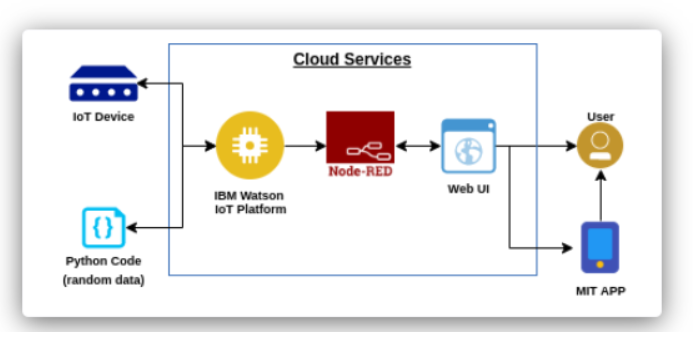 Cloud Services
IoT Device
User
Node-RED
Web UI
IBM Watson
IoT Platform
{}
Python Code
(random data)
MIT APP